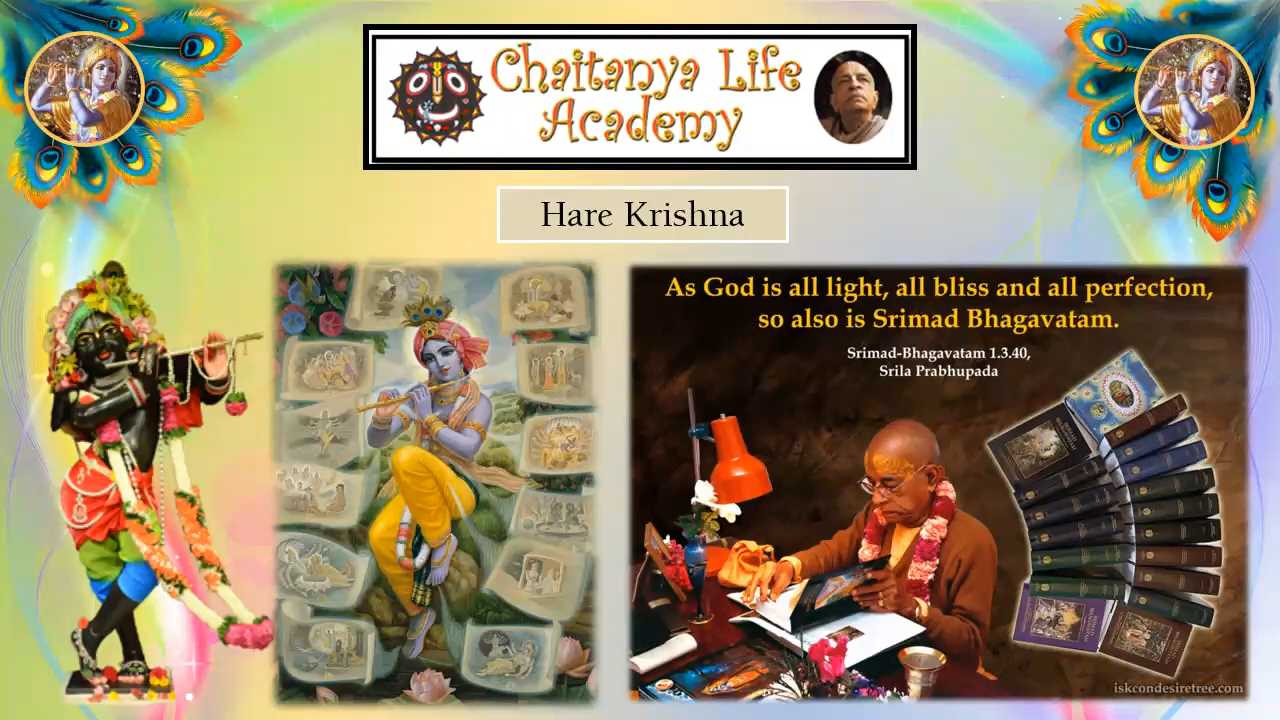 Chaitanya Life
Academy
Hare Krishna
As God is all light, all bliss and all perfection,
so also is Srimad Bhagavatam.
Srimad-Bhagavatam 1.3.40,
Srila Prabhupada
iskcondesiretree.com